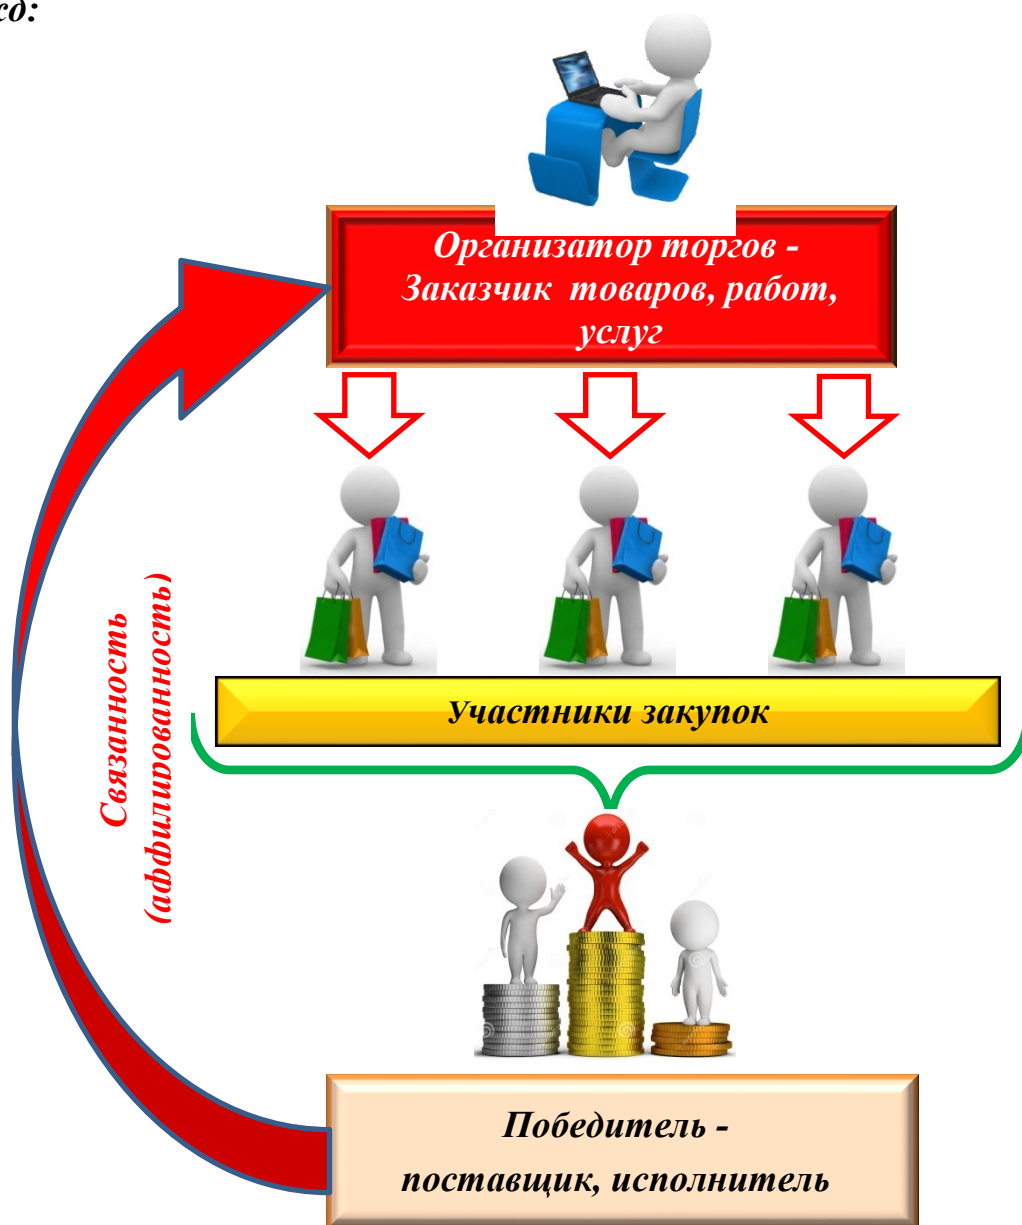 Организатор торгов -
Заказчик товаров, работ,
услуг
Связанность
(аффилированность)
Участники закупок
Победитель -
поставщик, исполнитель